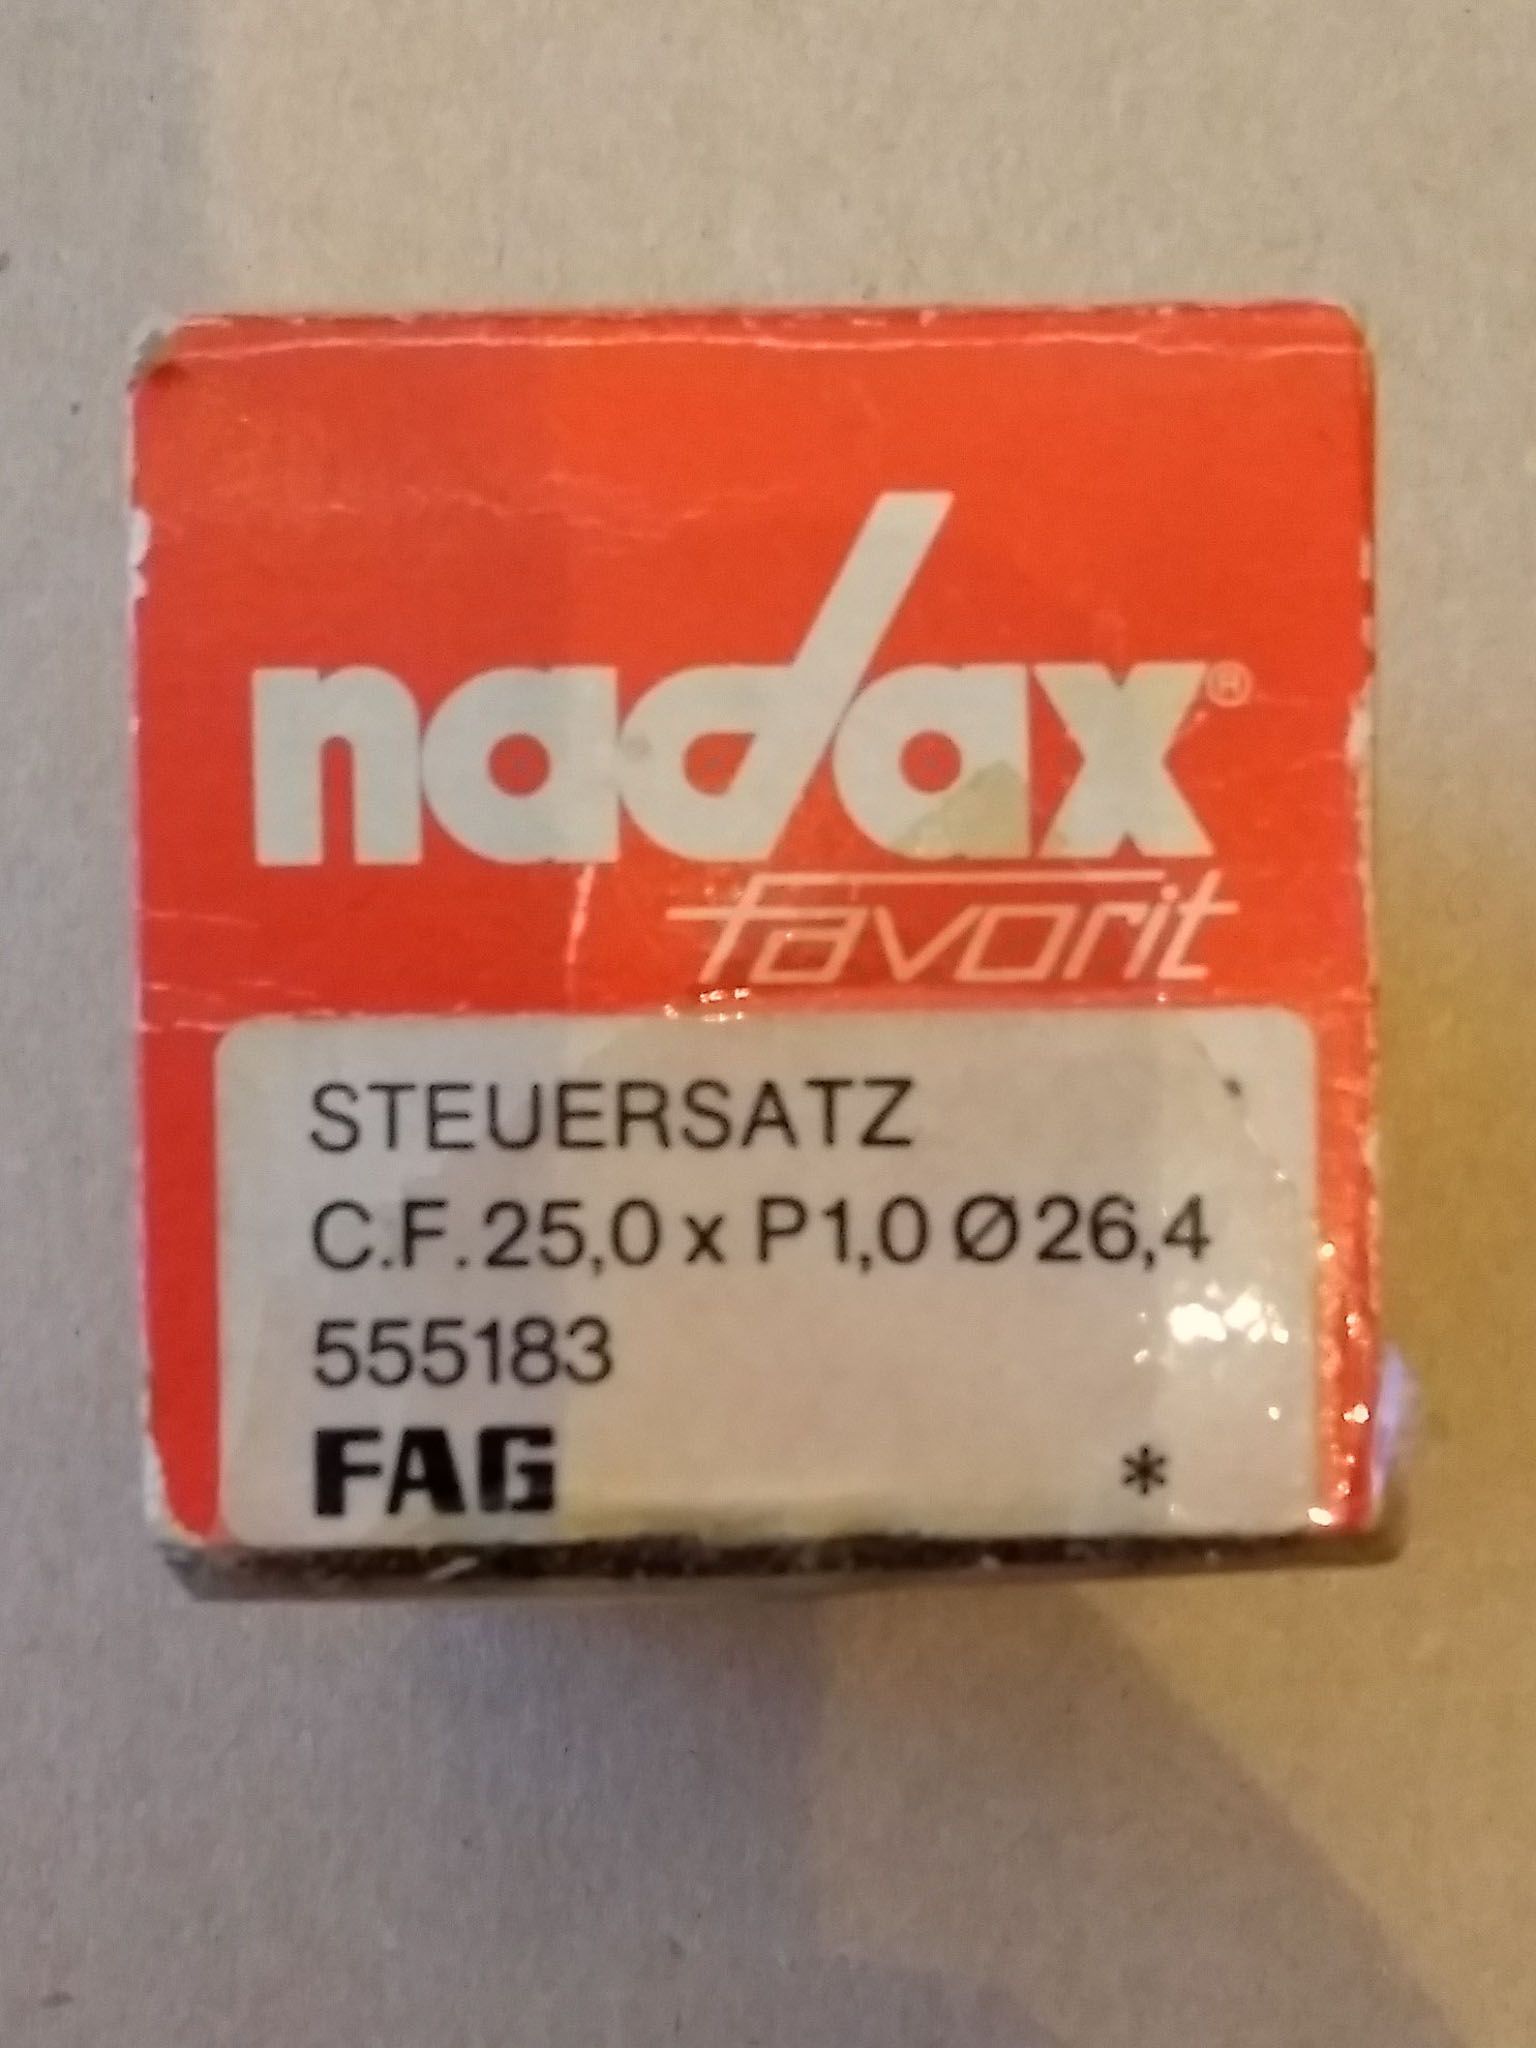 nadax®
favorit
STEUERSATZ
C.F. 25,0 x P1,0 Ø 26,4
555183
FAG *